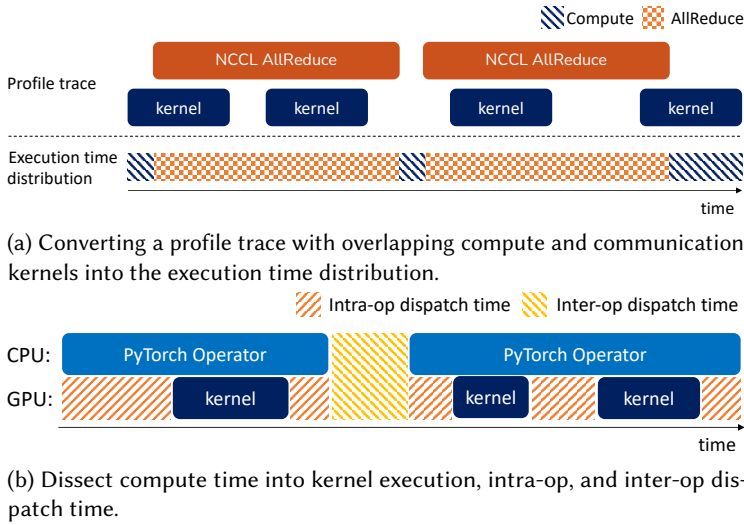 Compute AllReduce
NCCL AllReduce NCCL AllReduce
Profile trace
kernel kernel kernel kernel
Execution time
distribution
time
(a) Converting a profile trace with overlapping compute and communication
kernels into the execution time distribution.
Intra-op dispatch time Inter-op dispatch time
CPU: PyTorch Operator PyTorch Operator
GPU: kernel kernel kernel
time
(b) Dissect compute time into kernel execution, intra-op, and inter-op dis-
patch time.